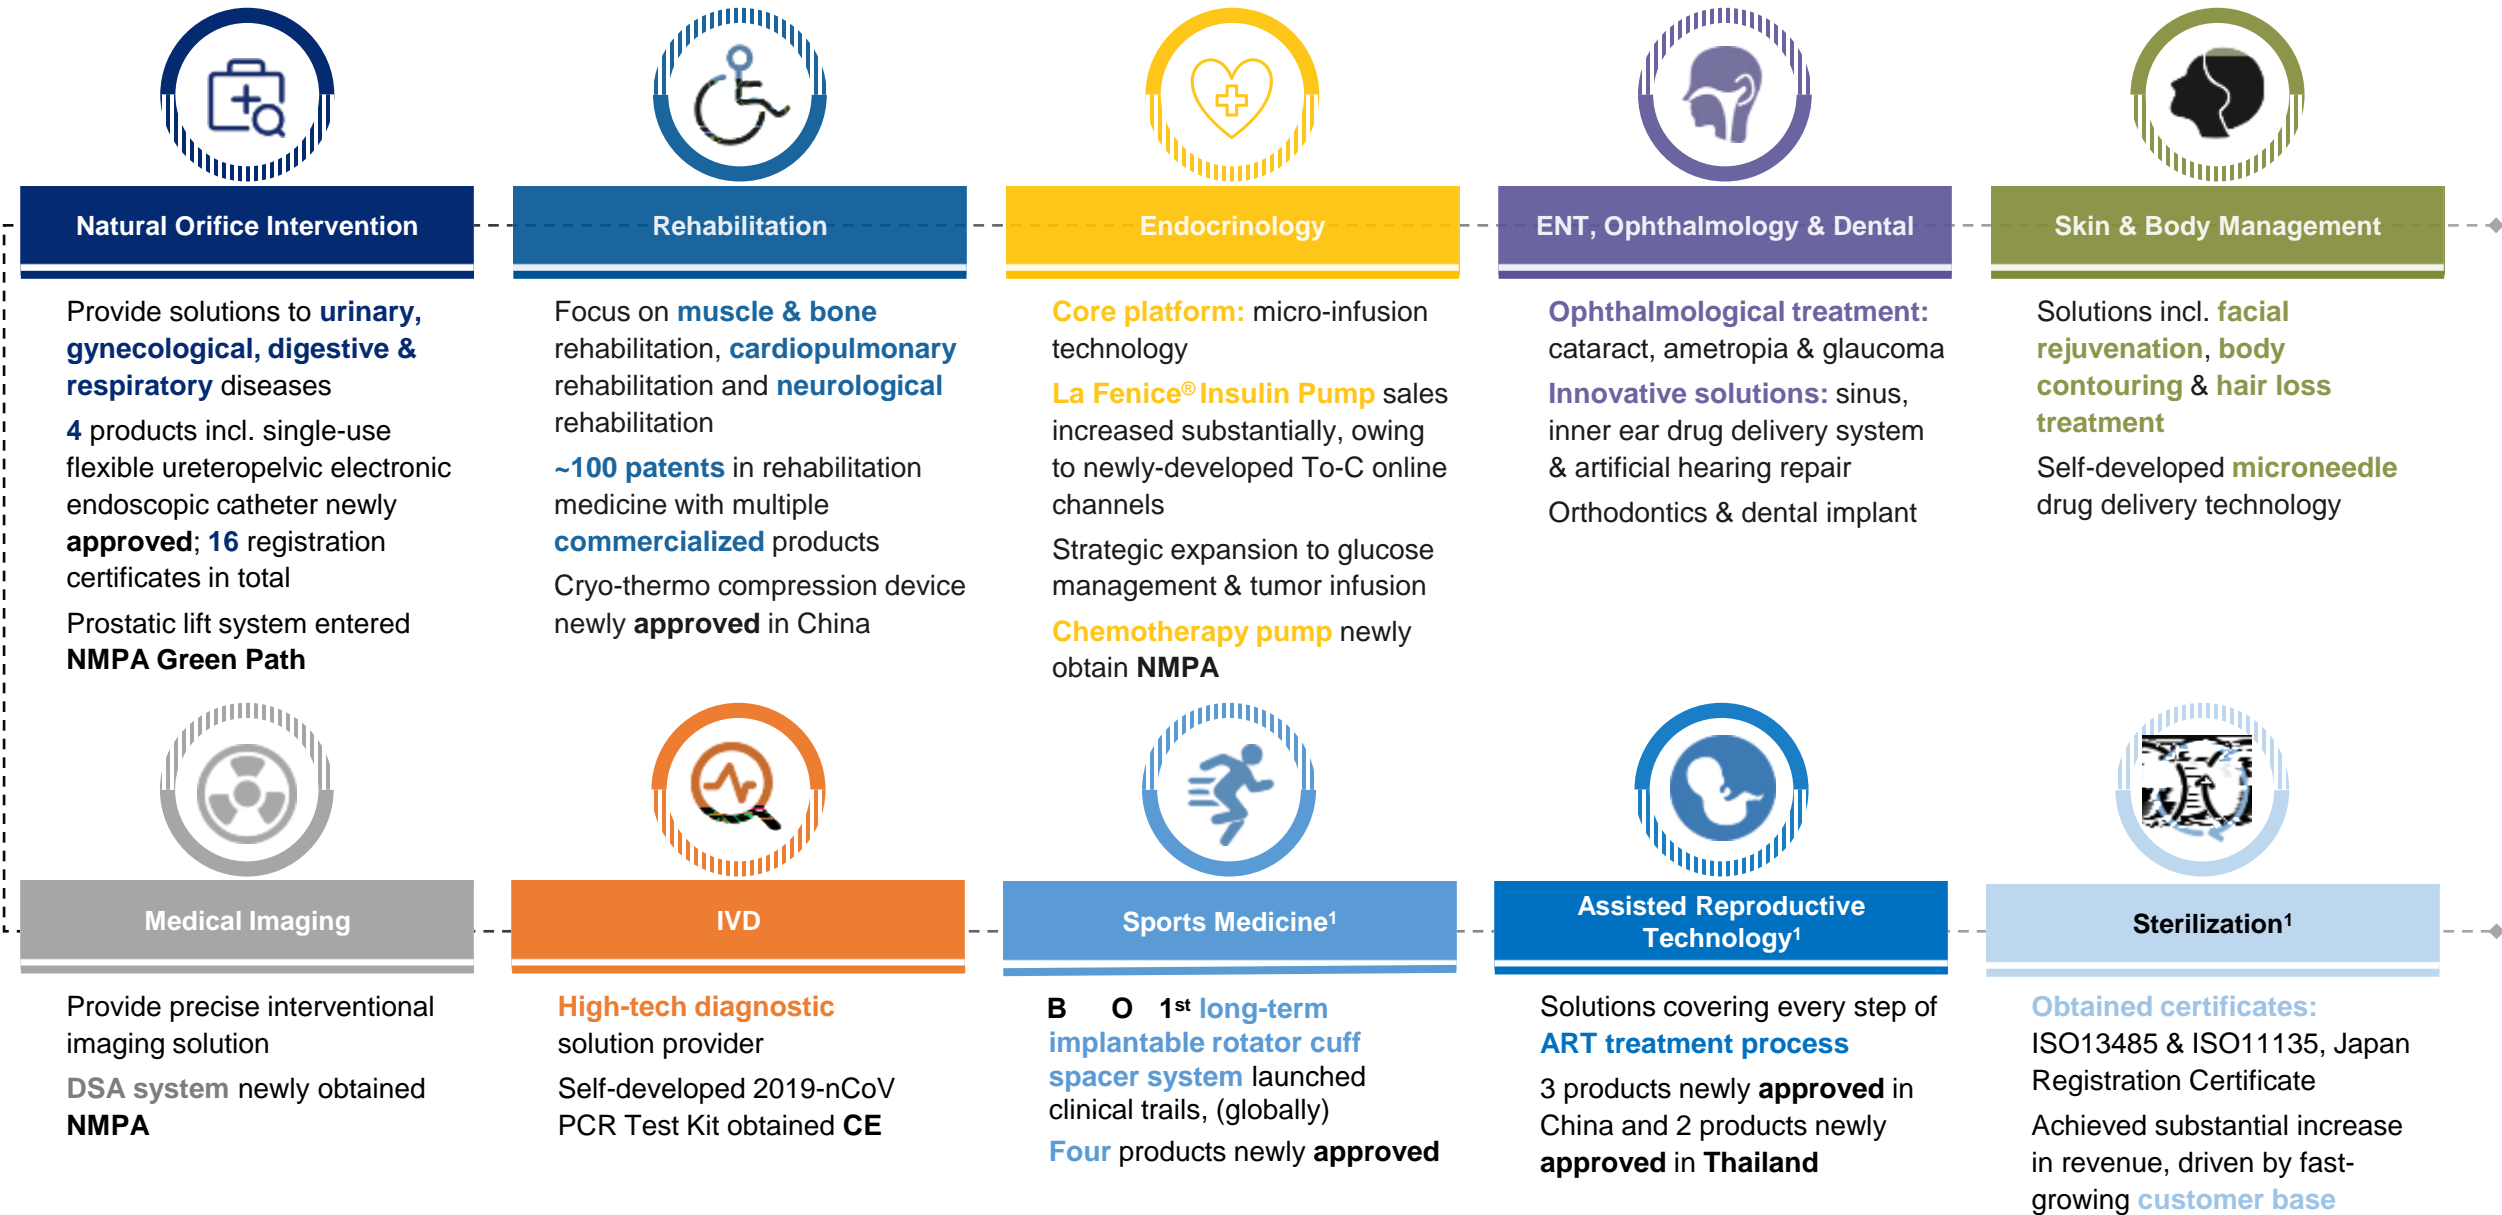 Natural Orifice Intervention
Provide solutions to urinary,
gynecological, digestive &
respiratory diseases
4 products incl. single-use
flexible ureteropelvic electronic
endoscopic catheter newly
approved; 16 registration
certificates in total
Prostatic lift system entered
NMPA Green Path
Rehabilitation
Focus on muscle & bone
rehabilitation, cardiopulmonary
rehabilitation and neurological
rehabilitation
~100 patents in rehabilitation
medicine with multiple
commercialized products
Cryo-thermo compression device
newly approved in China
Endocrinology
Core platform: micro-infusion
technology
La Fenice® Insulin Pump sales
increased substantially, owing
to newly-developed To-C online
channels
Strategic expansion to glucose
management & tumor infusion
Chemotherapy pump newly
obtain NMPA
ENT, Ophthalmology & Dental
Ophthalmological treatment:
cataract, ametropia & glaucoma
Innovative solutions: sinus,
inner ear drug delivery system
& artificial hearing repair
Orthodontics & dental implant
Skin & Body Management
Solutions incl. facial
rejuvenation, body
contouring & hair loss
treatment
Self-developed microneedle
drug delivery technology
Medical Imaging
Provide precise interventional
imaging solution
DSA system newly obtained
NMPA
IVD
High-tech diagnostic
solution provider
Self-developed 2019-nCoV
PCR Test Kit obtained CE
Sports Medicine¹
B O 1st long-term
implantable rotator cuff
spacer system launched
clinical trails, (globally)
Four products newly approved
Assisted Reproductive
Technology¹
Solutions covering every step of
ART treatment process
3 products newly approved in
China and 2 products newly
approved in Thailand
Sterilization¹
Obtained certificates:
ISO13485 & ISO11135, Japan
Registration Certificate
Achieved substantial increase
in revenue, driven by fast-
growing customer base